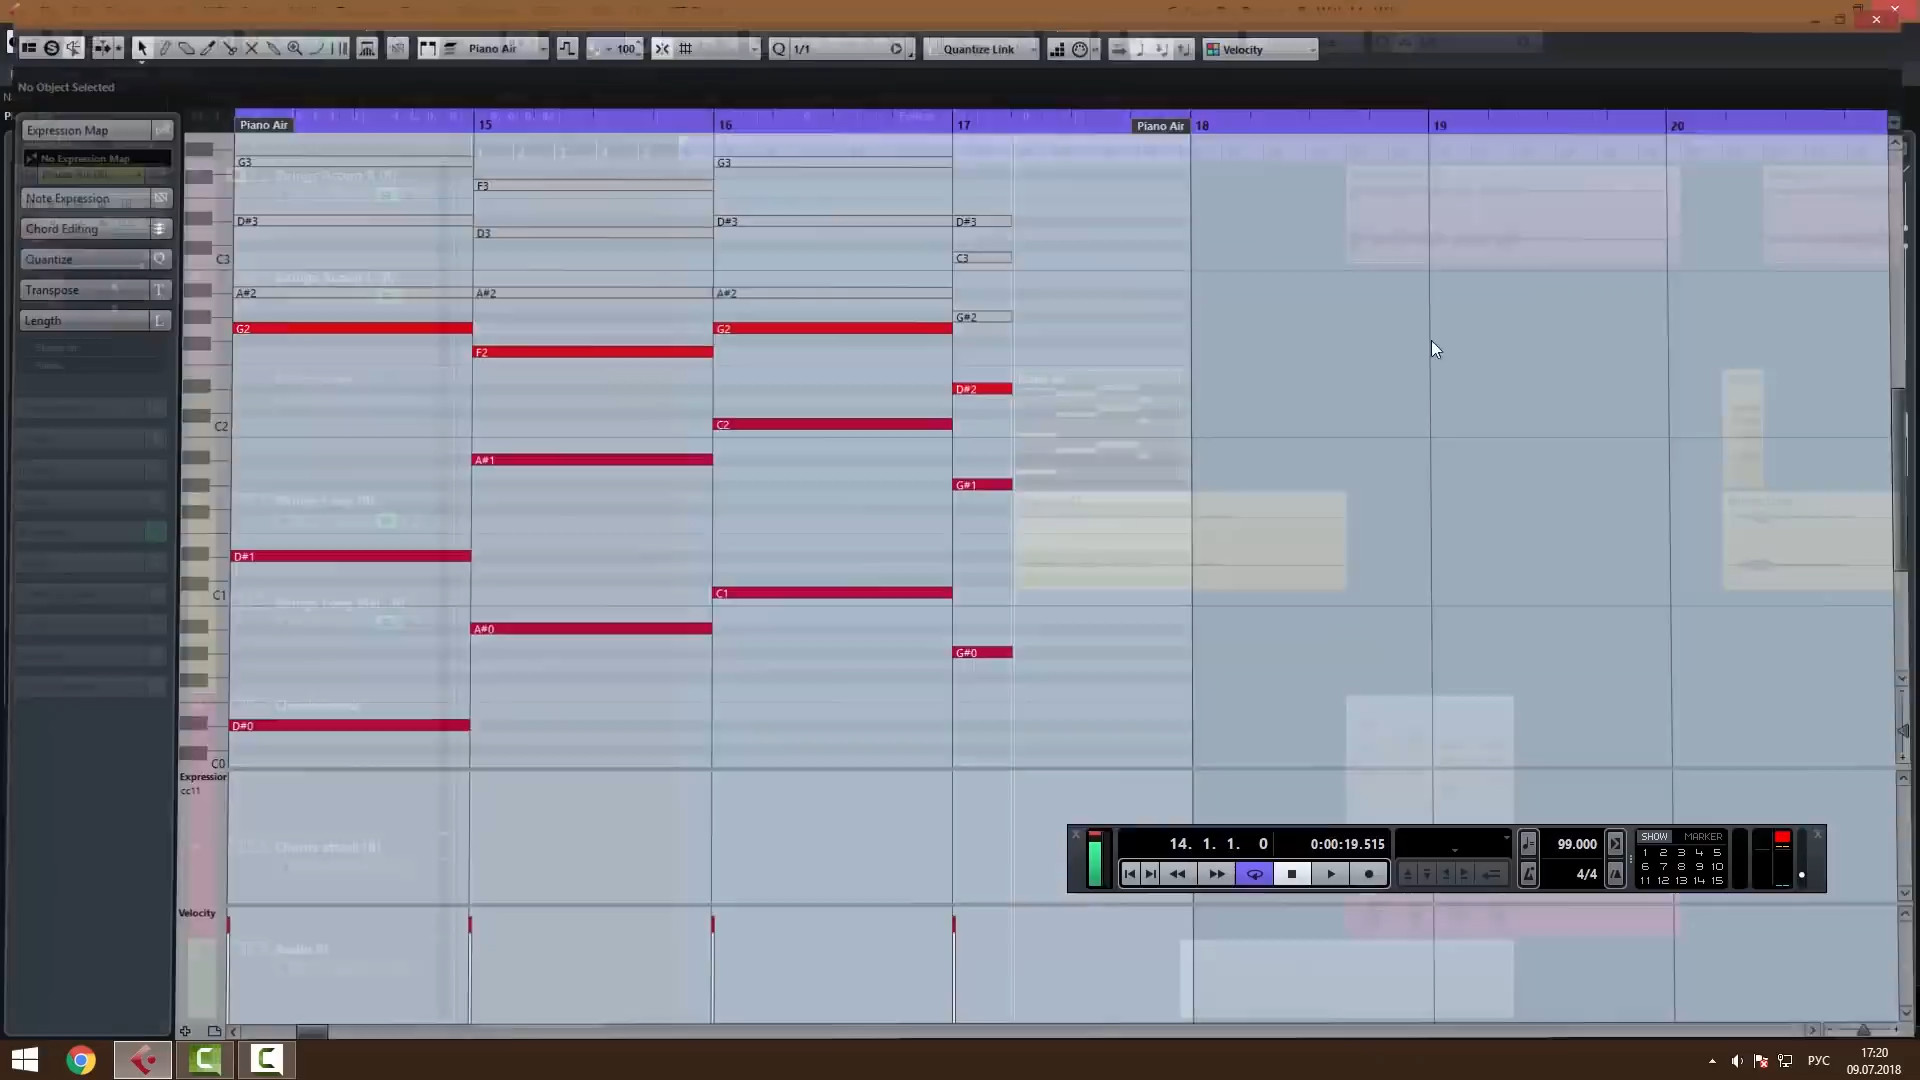 Piano Air
100
Q 1/1
Quantize Link
Velocity
No Object Selected
Expression Map
No Expression Map
Note Expression
Chord Editing
Quantize
Q
Transpose
T
Length
L
Piano Air
15
16
17
Piano Air
18
19
20
G3
G3
F3
D#3
D#3
D#3
D3
C3
C3
A#2
A#2
A#2
G#2
G2
G2
F2
D#2
C2
C2
A#1
G#1
D#1
C1
C1
A#0
G#0
D#0
C0
Expression
cc11
Velocity
14. 1. 1. 0
0:00:19.515
99.000
4/4
SHOW MARKER
1 2 3 4 5
6 7 8 9 10
11 12 13 14 15
РУС
17:20
09.07.2018